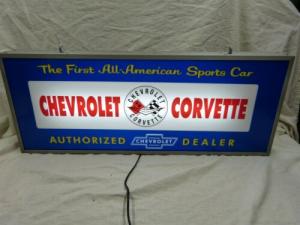 The First All-American Sports Car
CHEVROLET CHEVROLET CORVETTE CORVETTE
AUTHORIZED CHEVROLET DEALER